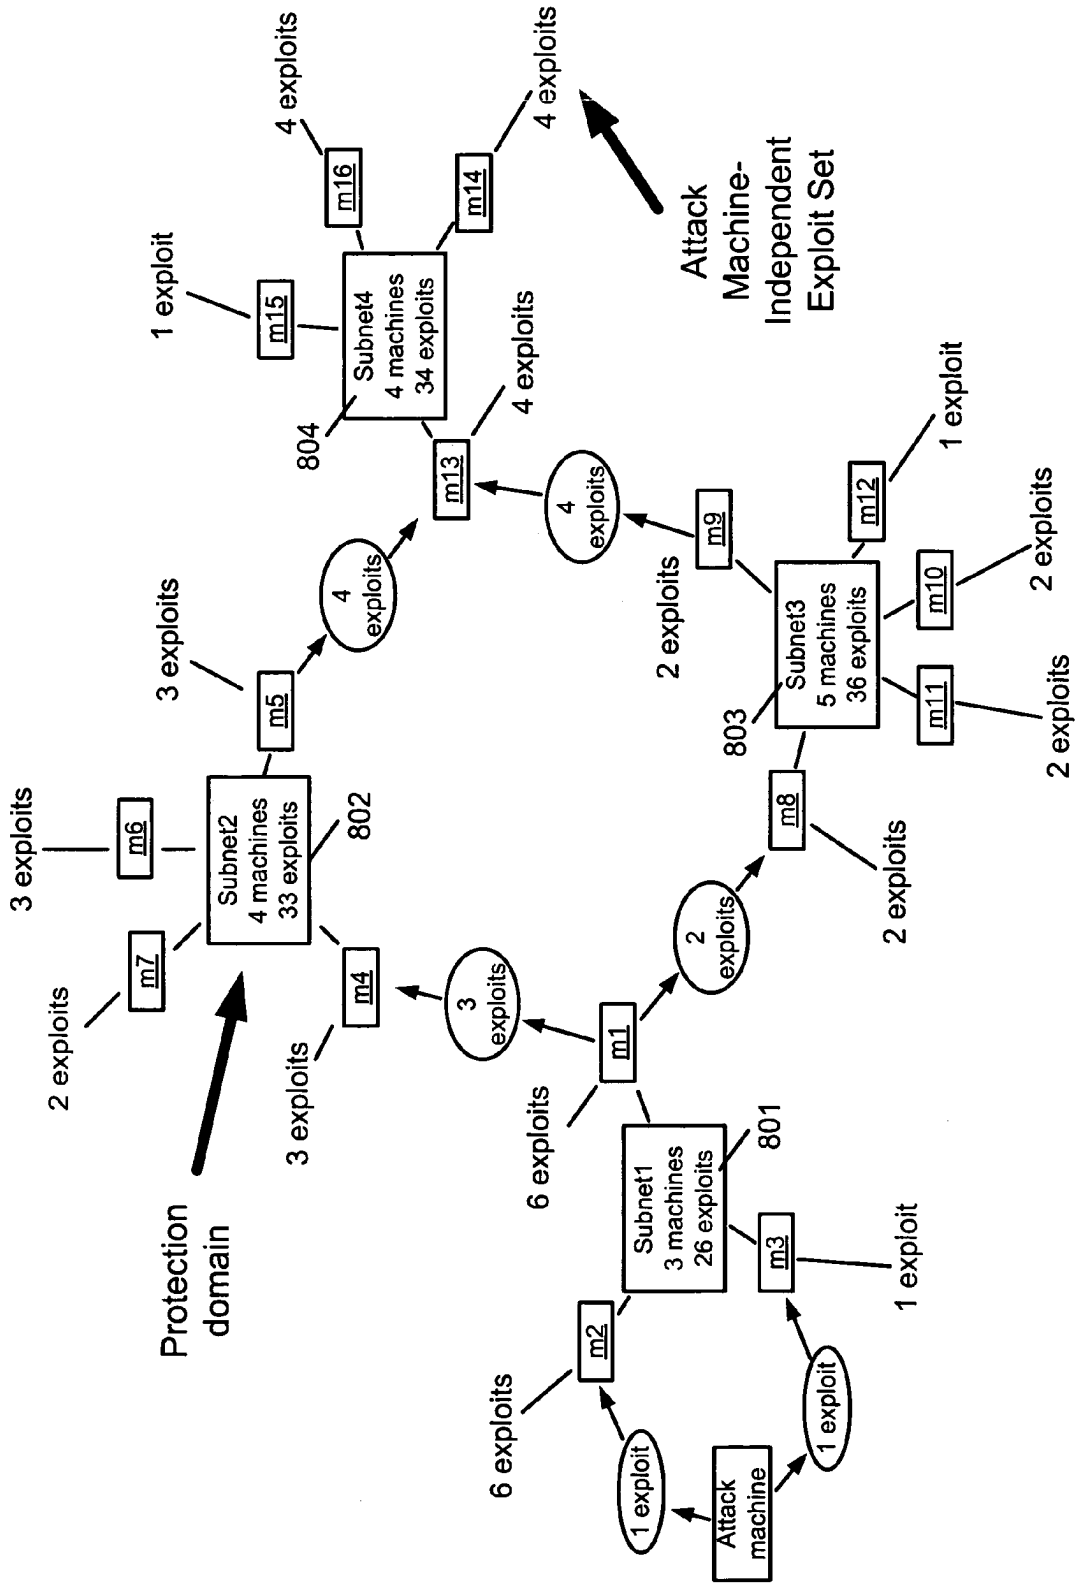 Protection
domain
2 exploits
m7
3 exploits
m6
Subnet2
4 machines
33 exploits
802
3 exploits
m4
3 exploits
m5
3
exploits
4
exploits
1 exploit
m15
4 exploits
m16
Subnet4
4 machines
34 exploits
804
m14
4 exploits
m13
4 exploits
Attack
Machine-
Independent
Exploit Set
6 exploits
m2
6 exploits
m1
Subnet1
3 machines
26 exploits
801
m3
1 exploit
1 exploit
Attack
machine
1 exploit
2
exploits
m8
2 exploits
4
exploits
m9
2 exploits
Subnet3
5 machines
36 exploits
803
m12
1 exploit
m10
2 exploits
m11
2 exploits